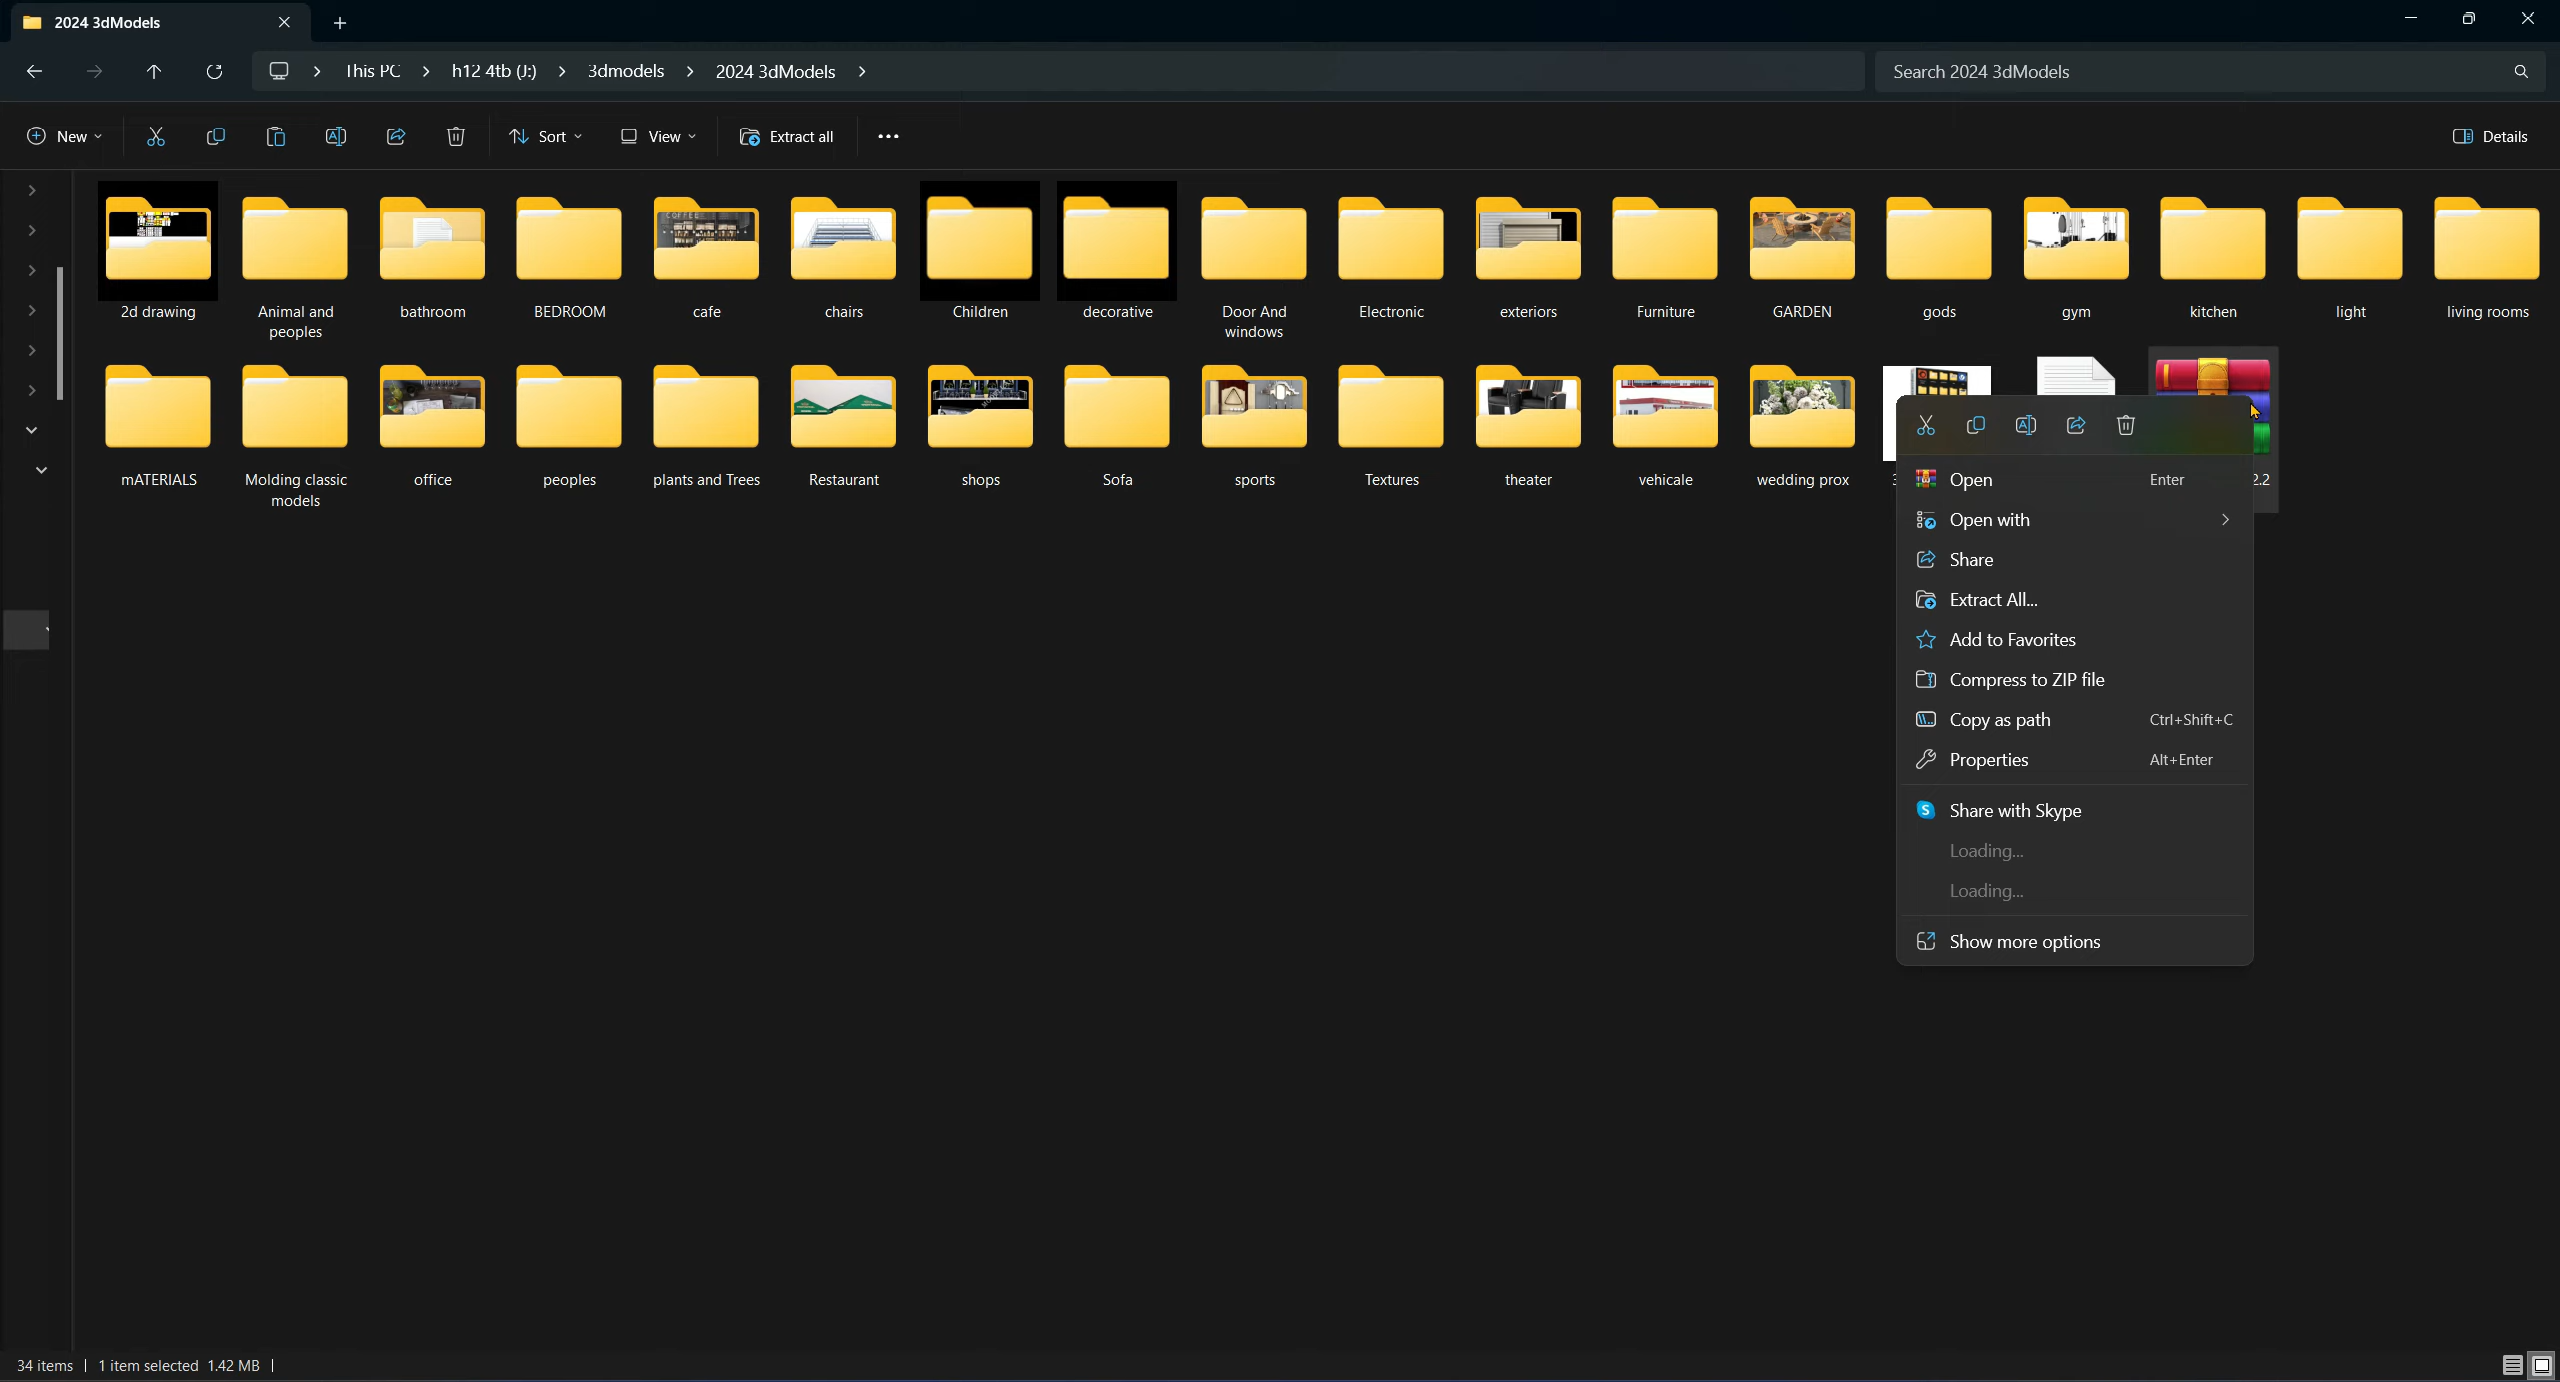 2024 3dModels
This PC > h12 4tb (J:) > 3dmodels > 2024 3dModels >
Search 2024 3dModels
New
Sort
View
Extract all
Details
2d drawing
Animal and
peoples
bathroom
BEDROOM
cafe
chairs
Children
decorative
Door And
windows
Electronic
exteriors
Furniture
GARDEN
gods
gym
kitchen
light
living rooms
mATERIALS
Molding classic
models
office
peoples
plants and Trees
Restaurant
shops
Sofa
sports
Textures
theater
vehicale
wedding prox
2.2
Open Enter
Open with
Share
Extract All...
Add to Favorites
Compress to ZIP file
Copy as path Ctrl+Shift+C
Properties Alt+Enter
Share with Skype
Loading...
Loading...
Show more options
34 items
1 item selected 1.42 MB